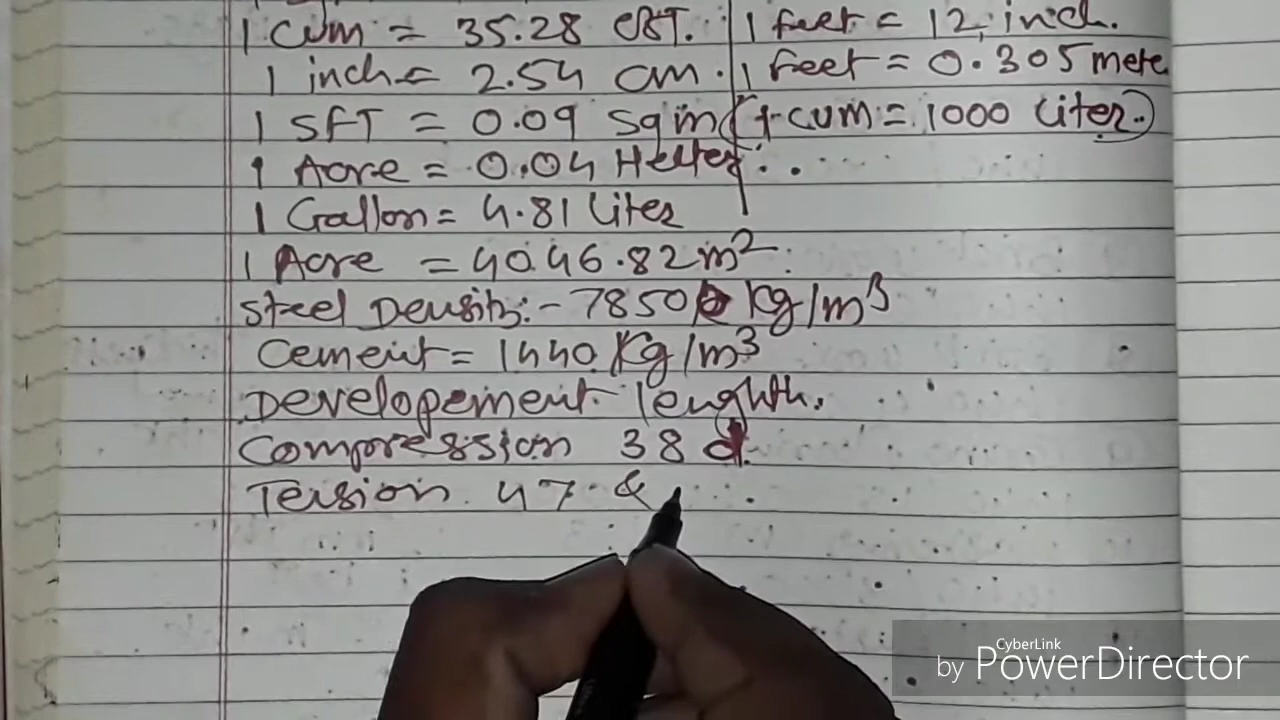 1 Cum = 35.28 CFT. 1 feet = 12 inch.
1 inch = 2.54 cm. 1 feet = 0.305 mete
1 SFT = 0.09 sqm (1 cum = 1000 liter.)
1 Acre = 0.04 Hecter
1 Gallon = 4.81 liter
1 Acre = 4046.82 m²
Steel Density:- 7850 kg/m³
Cement = 1440 Kg/m³
Developement lenghth.
Compression 38 d
Tension 47
CyberLink
by PowerDirector